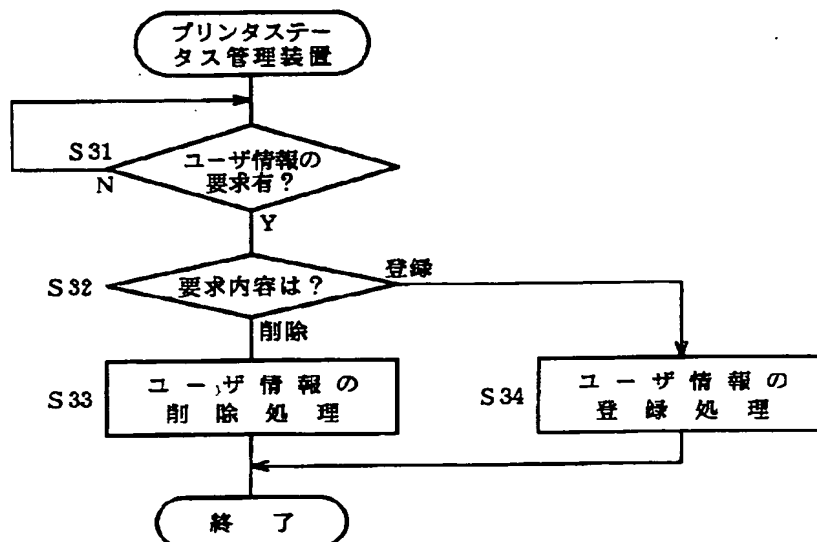 プリンタステー
タス管理装置
S31
ユーザ情報の
要求有?
N
Y
S32
要求内容は?
登録
削除
S33
ユーザ情報の
削除処理
S34
ユーザ情報の
登録処理
終了